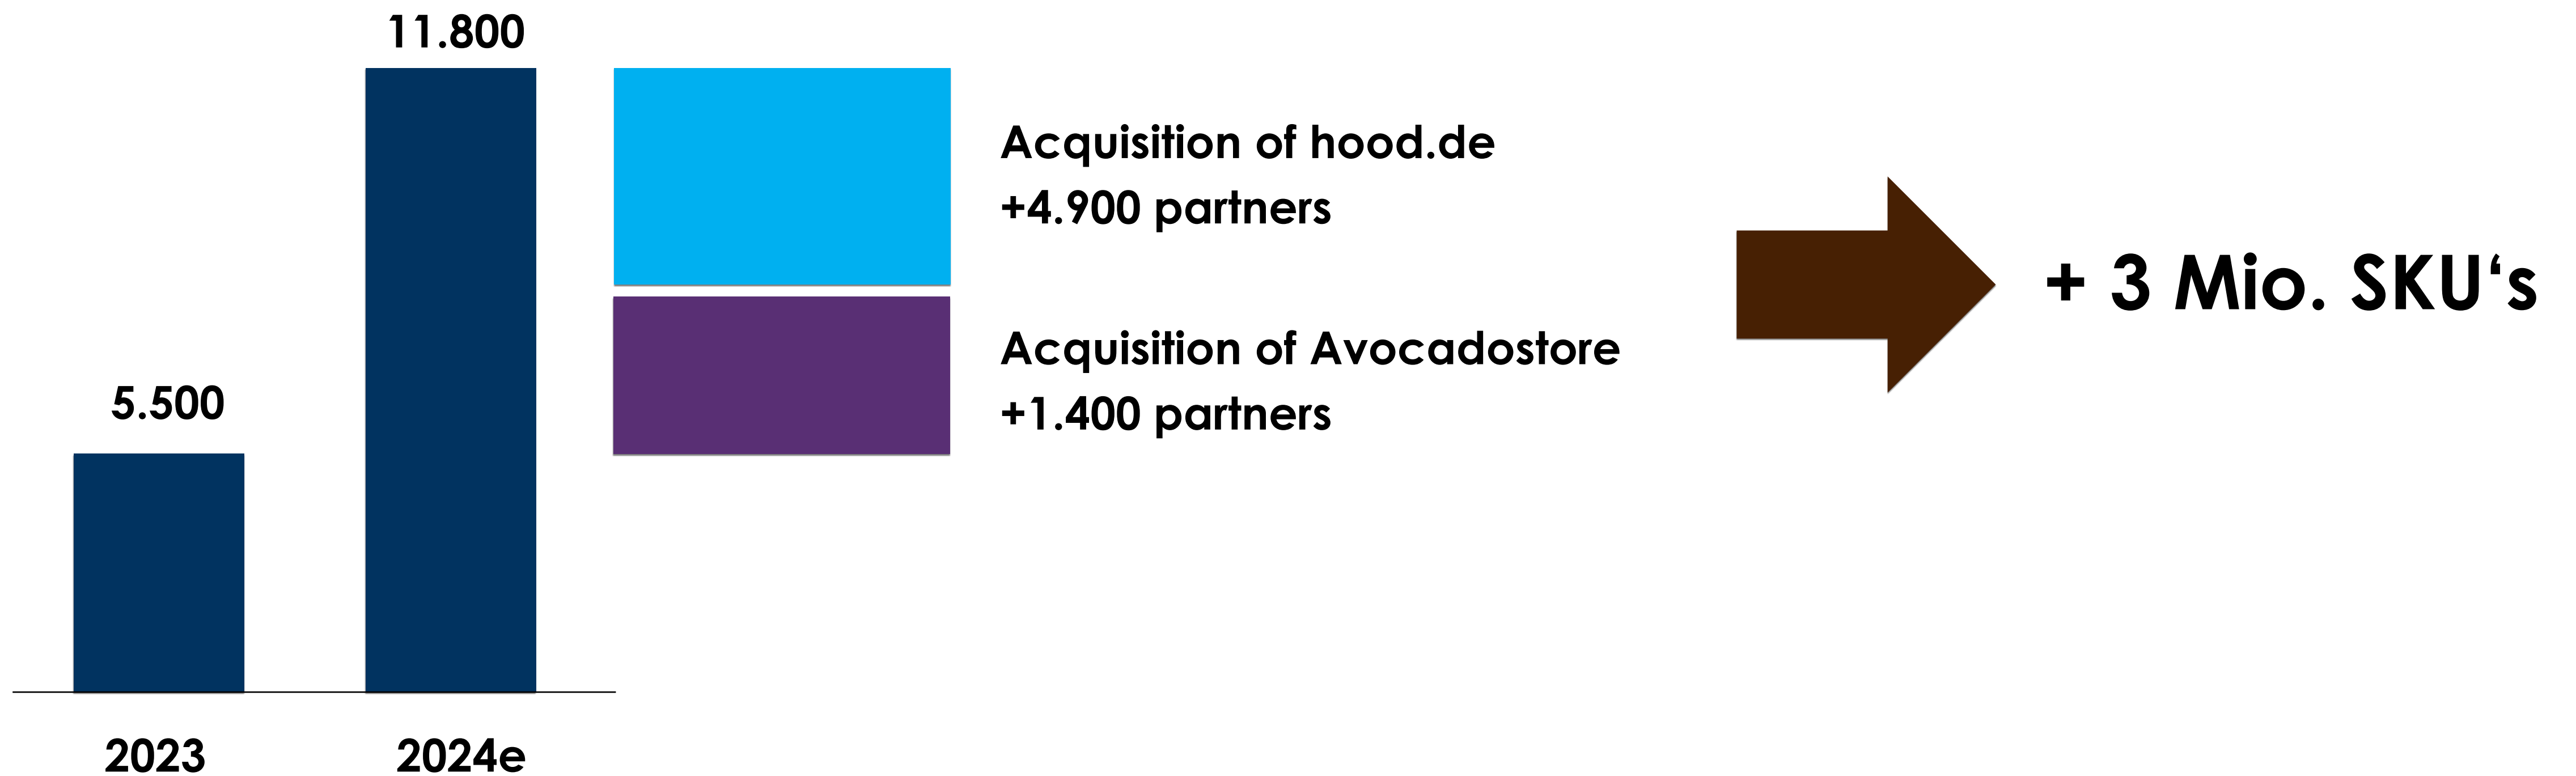 11.800
5.500
2023
2024e
Acquisition of hood.de
+4.900 partners
Acquisition of Avocadostore
+1.400 partners
+ 3 Mio. SKU‘s